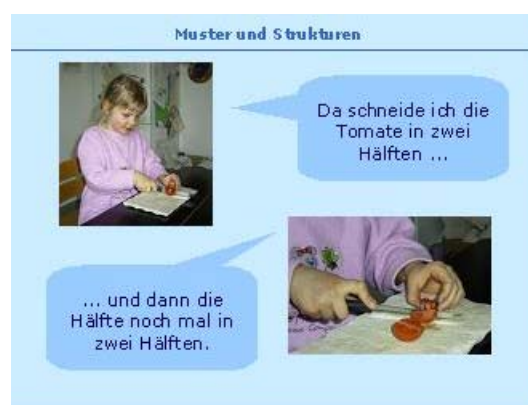 Muster und Strukturen
Da schneide ich die
Tomate in zwei
Hälften ...
... und dann die
Hälfte noch mal in
zwei Hälften.